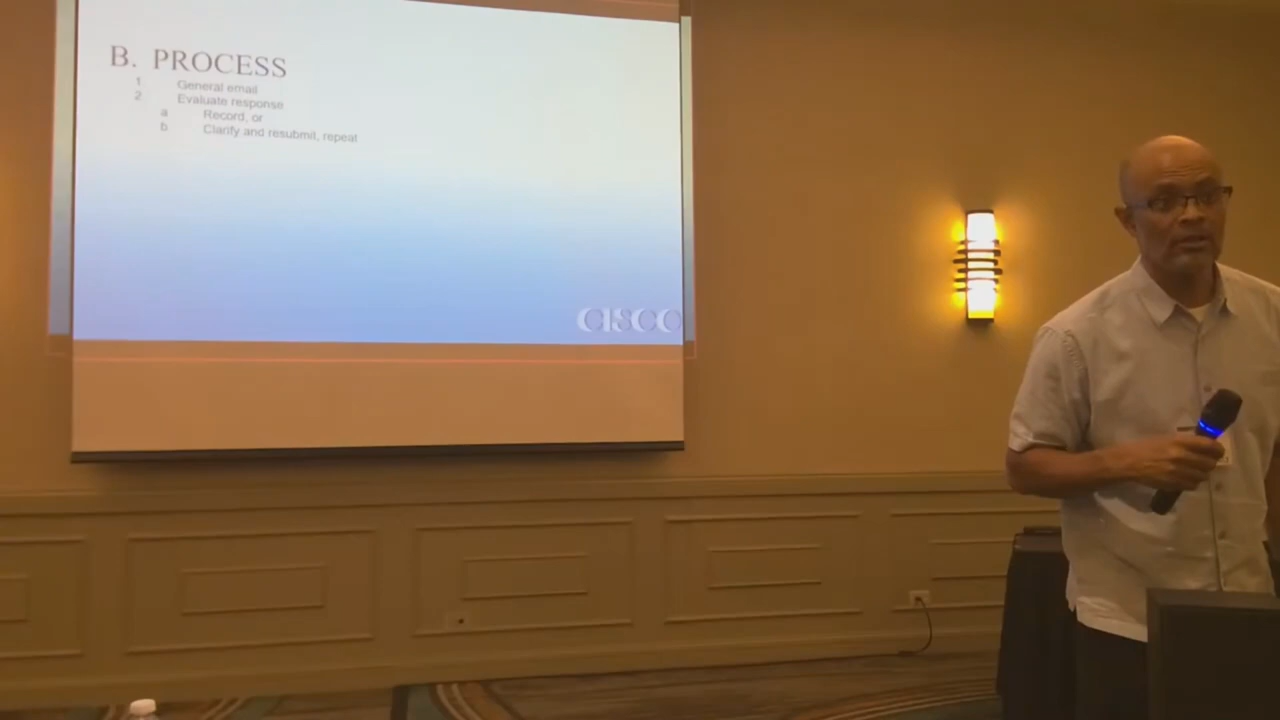 B. PROCESS
1 General email
2 Evaluate response
a Record, or
b Clarify and resubmit, repeat
CISCO